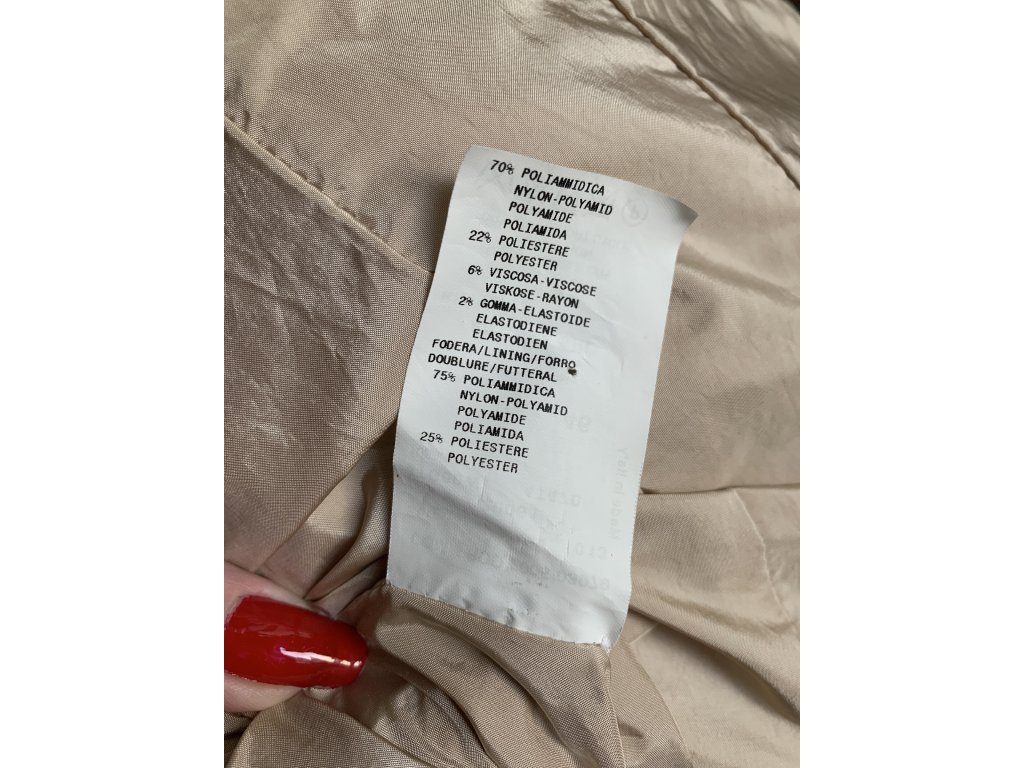 70% POLIAMMIDICA
NYLON-POLYAMID
POLYAMIDE
POLIAMIDA
22% POLIESTERE
POLYESTER
6% VISCOSA-VISCOSE
VISKOSE-RAYON
2% GOMMA-ELASTOIDE
ELASTODIENE
ELASTODIEN
FODERA/LINING/FORRO
DOUBLURE/FUTTERAL
75% POLIAMMIDICA
NYLON-POLYAMID
POLYAMIDE
POLIAMIDA
25% POLIESTERE
POLYESTER